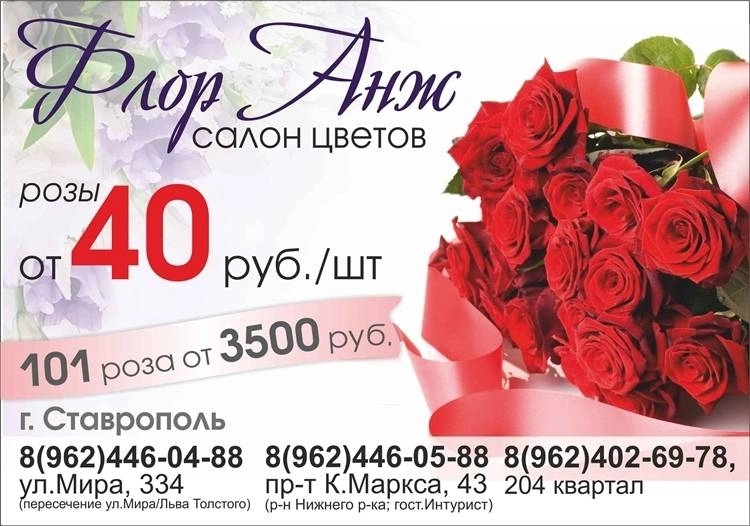 Флор Анж
салон цветов
розы
от 40 руб./шт
101 роза от 3500 руб.
г. Ставрополь
8(962)446-04-88
ул.Мира, 334
(пересечение ул.Мира/Льва Толстого)
8(962)446-05-88
пр-т К.Маркса, 43
(р-н Нижнего р-ка; гост.Интурист)
8(962)402-69-78,
204 квартал